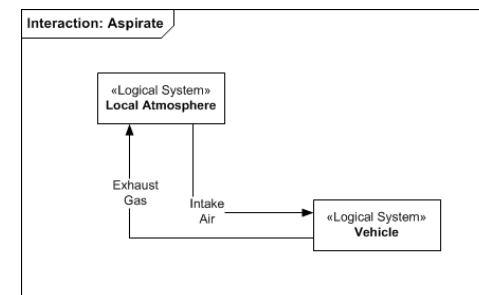 Interaction: Aspirate
«Logical System»
Local Atmosphere
Exhaust
Gas
Intake
Air
«Logical System»
Vehicle